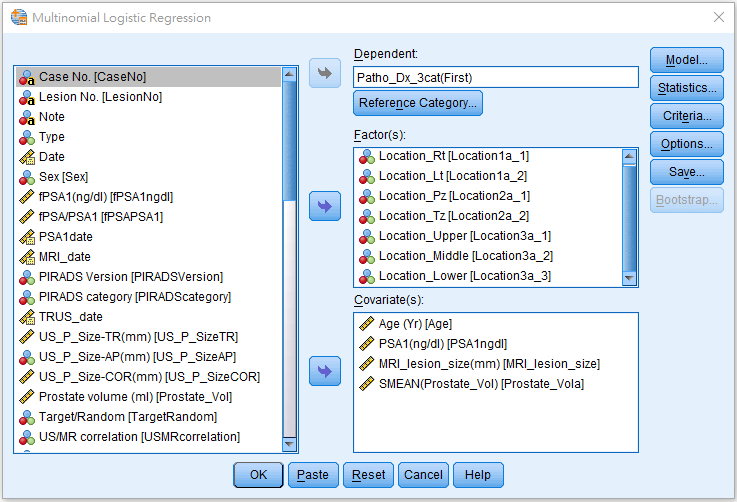 Multinomial Logistic Regression
Case No. [CaseNo]
Lesion No. [LesionNo]
Note
Type
Date
Sex [Sex]
fPSA1(ng/dl) [fPSA1ngdl]
fPSA/PSA1 [fPSAPSA1]
PSA1date
MRI_date
PIRADS Version [PIRADSVersion]
PIRADS category [PIRADScategory]
TRUS_date
US_P_Size-TR(mm) [US_P_SizeTR]
US_P_Size-AP(mm) [US_P_SizeAP]
US_P_Size-COR(mm) [US_P_SizeCOR]
Prostate volume (ml) [Prostate_Vol]
Target/Random [TargetRandom]
US/MR correlation [USMRcorrelation]
Dependent:
Patho_Dx_3cat(First)
Reference Category...
Factor(s):
Location_Rt [Location1a_1]
Location_Lt [Location1a_2]
Location_Pz [Location2a_1]
Location_Tz [Location2a_2]
Location_Upper [Location3a_1]
Location_Middle [Location3a_2]
Location_Lower [Location3a_3]
Covariate(s):
Age (Yr) [Age]
PSA1(ng/dl) [PSA1ngdl]
MRI_lesion_size(mm) [MRI_lesion_size]
SMEAN(Prostate_Vol) [Prostate_Vola]
Model...
Statistics...
Criteria...
Options...
Save...
Bootstrap...
OK
Paste
Reset
Cancel
Help